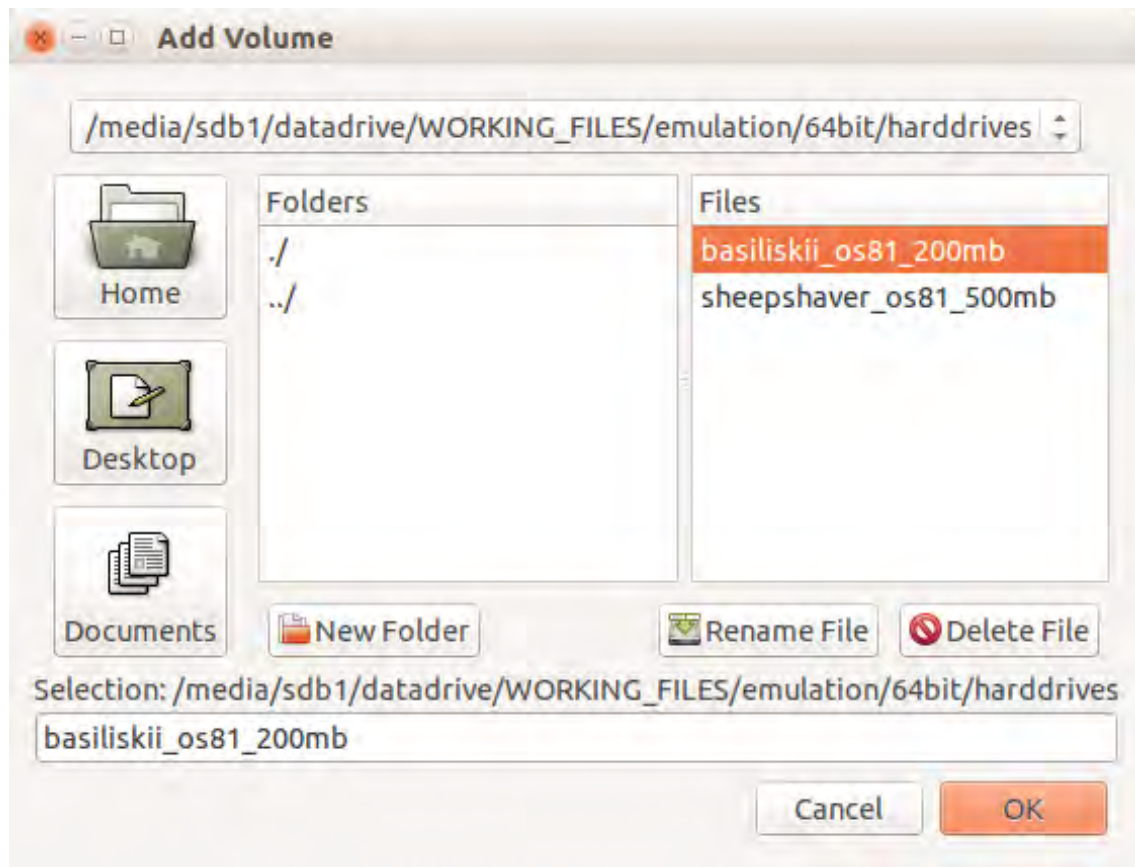 Add Volume
/media/sdb1/datadrive/WORKING_FILES/emulation/64bit/harddrives
Home
Desktop
Documents
Folders
./
../
Files
basiliskii_os81_200mb
sheepshaver_os81_500mb
New Folder
Rename File
Delete File
Selection: /media/sdb1/datadrive/WORKING_FILES/emulation/64bit/harddrives
basiliskii_os81_200mb
Cancel
OK